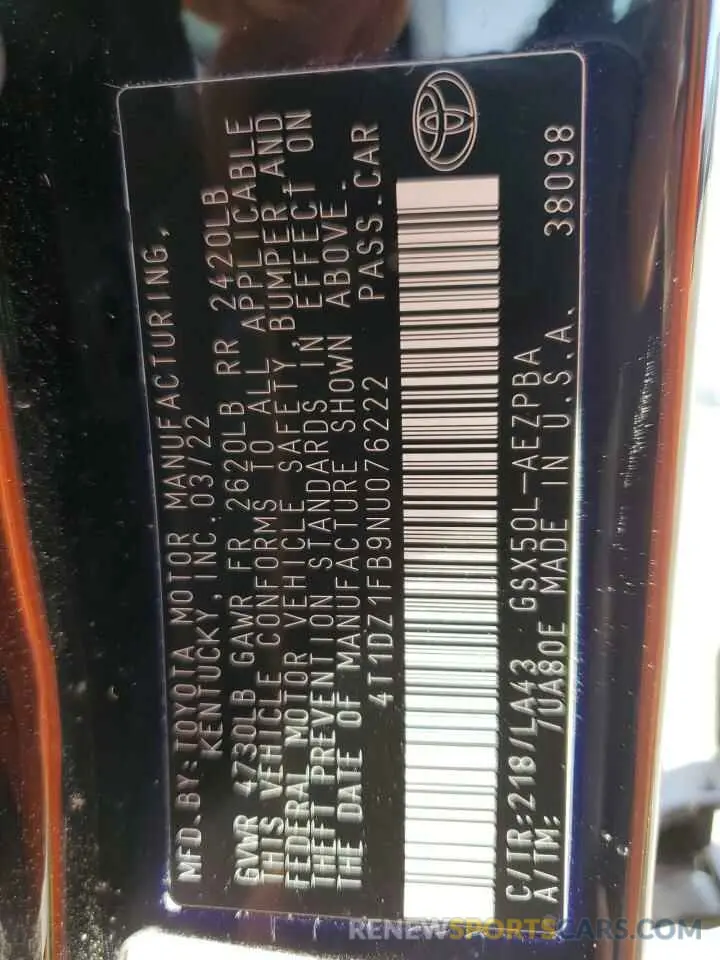 MFD.BY:TOYOTA MOTOR MANUFACTURING,
KENTUCKY,INC.03/22
GVWR 4730LB GAWR FR 2620LB RR 2420LB
THIS VEHICLE CONFORMS TO ALL APPLICABLE
FEDERAL MOTOR VEHICLE SAFETY,BUMPER AND
THEFT PREVENTION STANDARDS IN EFFECT ON
THE DATE OF MANUFACTURE SHOWN ABOVE.
4T1DZ1FB9NU076222 PASS.CAR
C/TR:218/LA43 GSX50L-AEZPBA
A/TM: /UA80E MADE IN U.S.A. 38098
RENEWSPORTSCARS.COM